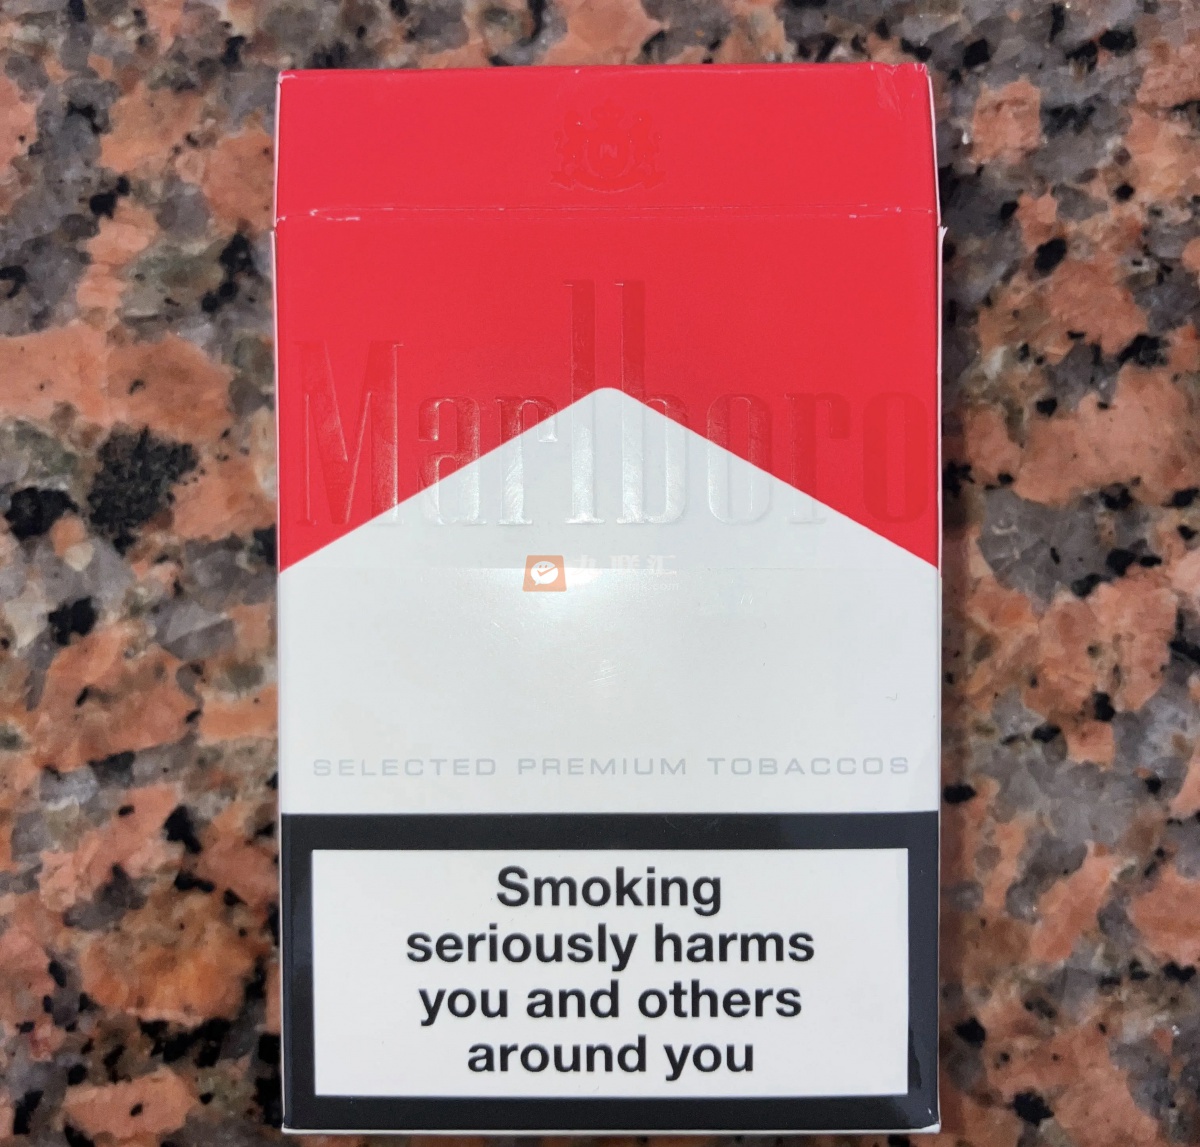 Marlboro
SELECTED PREMIUM TOBACCOS
Smoking
seriously harms
you and others
around you